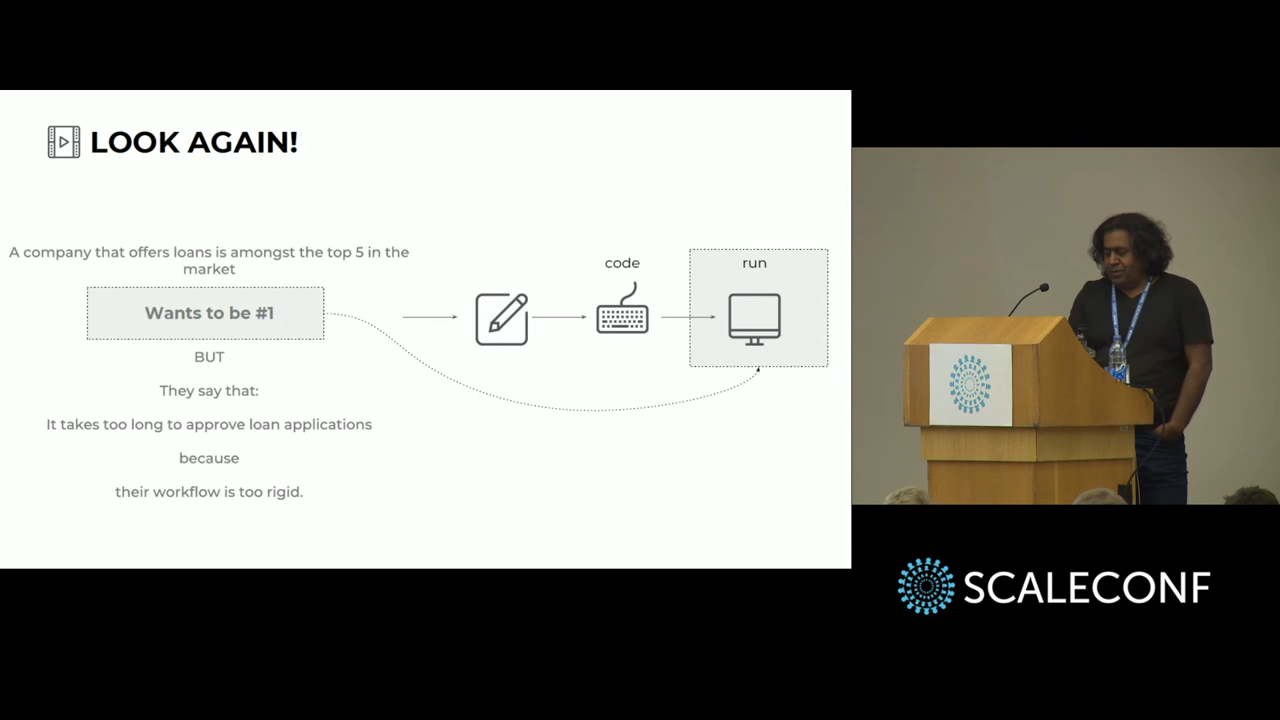 LOOK AGAIN!
A company that offers loans is amongst the top 5 in the
market
Wants to be #1
BUT
They say that:
It takes too long to approve loan applications
because
their workflow is too rigid.
code
run
SCALECONF